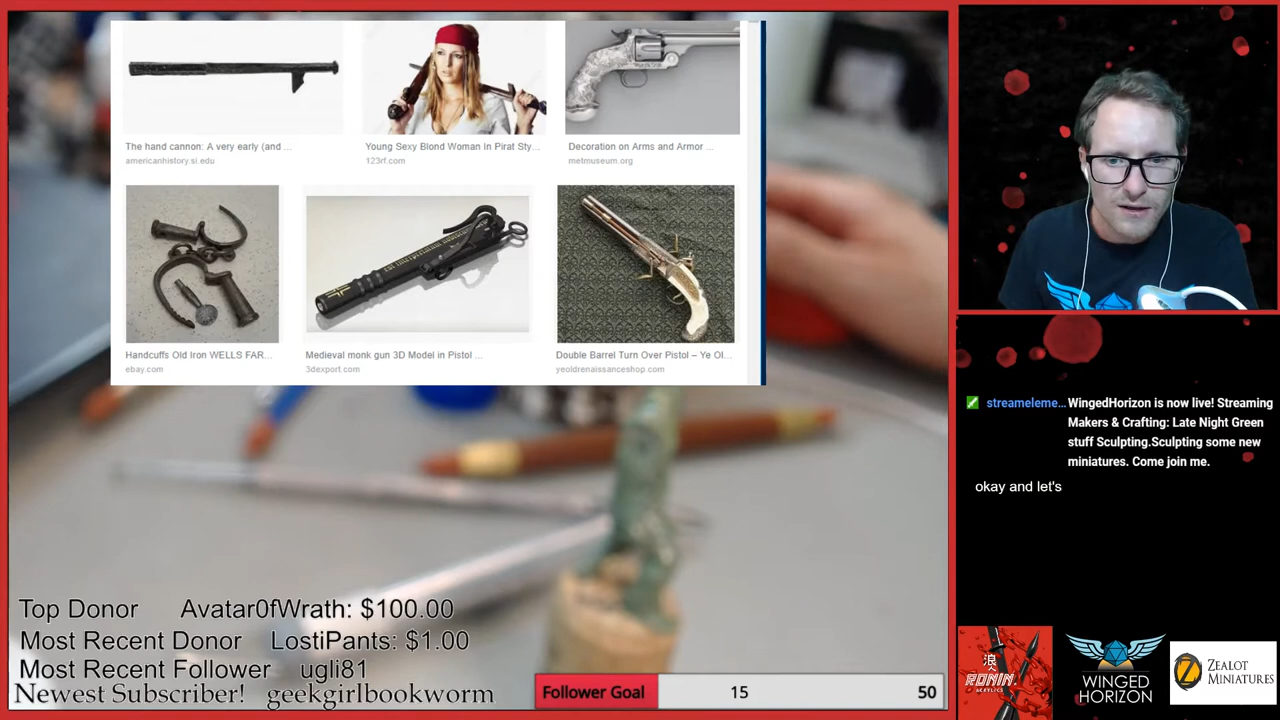 The hand cannon: A very early (and ...
americanhistory.si.edu
Young Sexy Blond Woman In Pirat Sty...
123rf.com
Decoration on Arms and Armor ...
metmuseum.org
Handcuffs Old Iron WELLS FAR...
ebay.com
Medieval monk gun 3D Model in Pistol ...
3dexport.com
Double Barrel Turn Over Pistol – Ye Ol...
yeoldrenaissanceshop.com
streameleme... WingedHorizon is now live! Streaming
Makers & Crafting: Late Night Green
stuff Sculpting.Sculpting some new
miniatures. Come join me.
okay and let's
Top Donor AvatarOfWrath: $100.00
Most Recent Donor LostiPants: $1.00
Most Recent Follower ugli81
Newest Subscriber! geekgirlbookworm
Follower Goal 15 50
浪人
RONIN
ACRYLICS
WINGED
HORIZON
ZEALOT
MINIATURES